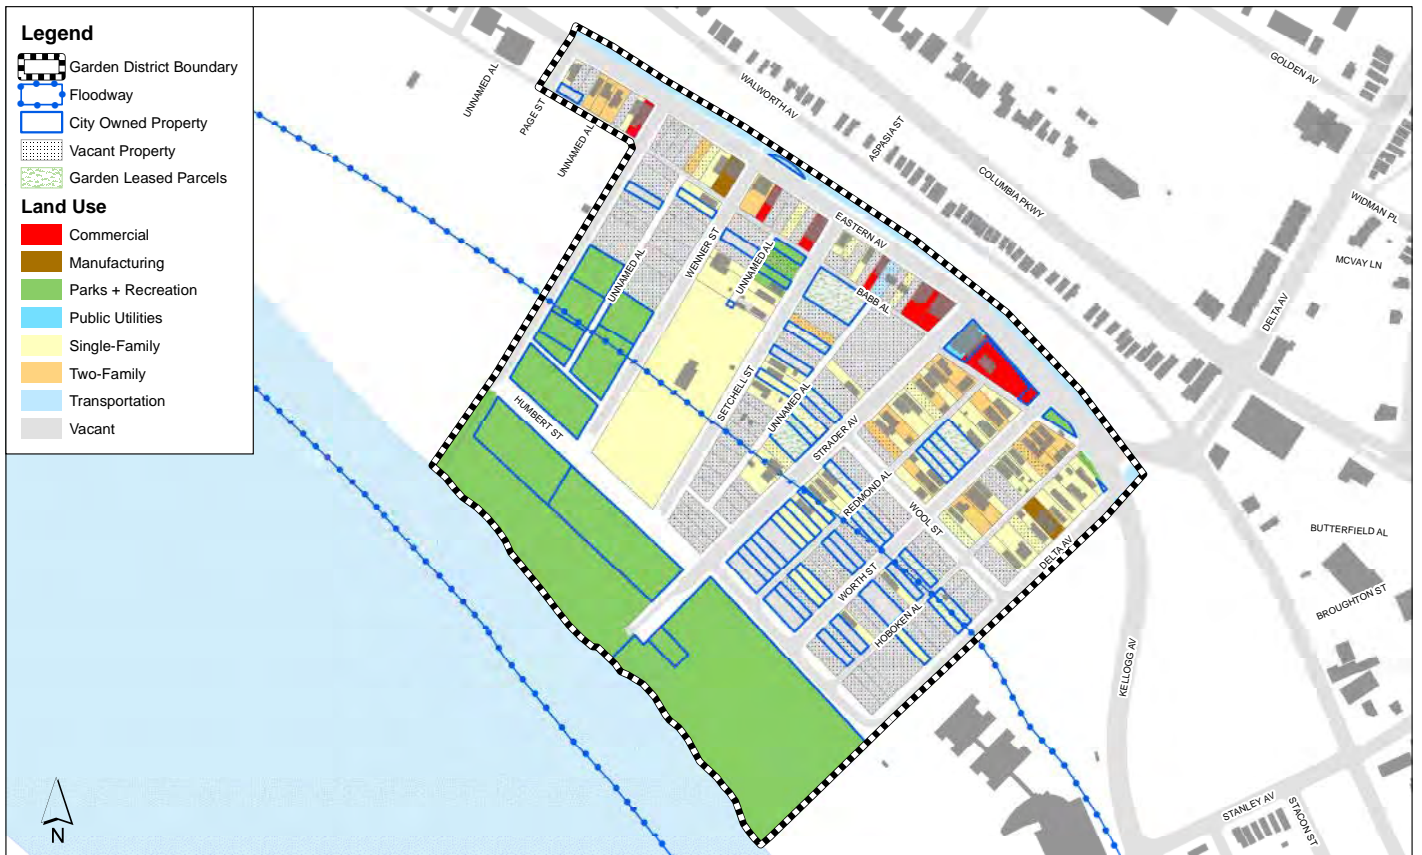 Legend
Garden District Boundary
Floodway
City Owned Property
Vacant Property
Garden Leased Parcels
Land Use
Commercial
Manufacturing
Parks + Recreation
Public Utilities
Single-Family
Two-Family
Transportation
Vacant
N
UNNAMED AL
PAGE ST
UNNAMED AL
WALWORTH AV
ASPASIA ST
COLUMBIA PKWY
GOLDEN AV
WIDMAN PL
MCVAY LN
DELTA AV
EASTERN AV
WENNER ST
UNNAMED AL
UNNAMED AL
BABB AL
SETCHELL ST
UNNAMED AL
STRADER AV
HUMBERT ST
REDMOND AL
WOOL ST
WORTH ST
HOBOKEN AL
DELTA AV
KELLOGG AV
BUTTERFIELD AL
BROUGHTON ST
STANLEY AV
STACON ST